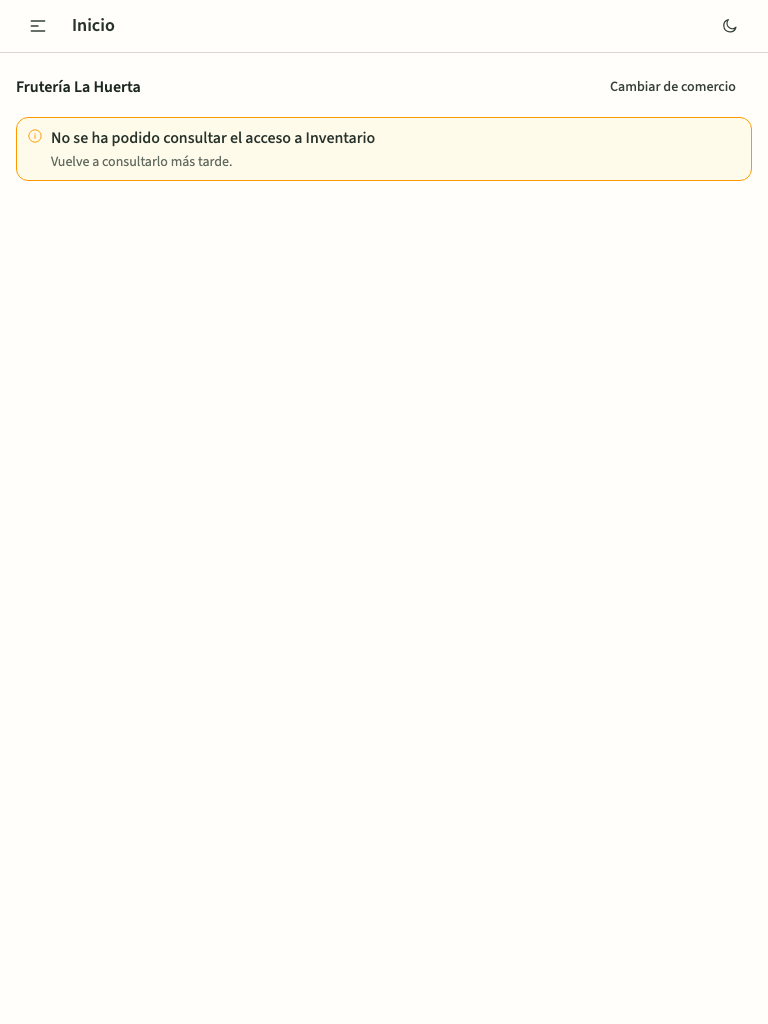 Inicio
Frutería La Huerta
Cambiar de comercio
No se ha podido consultar el acceso a Inventario
Vuelve a consultarlo más tarde.